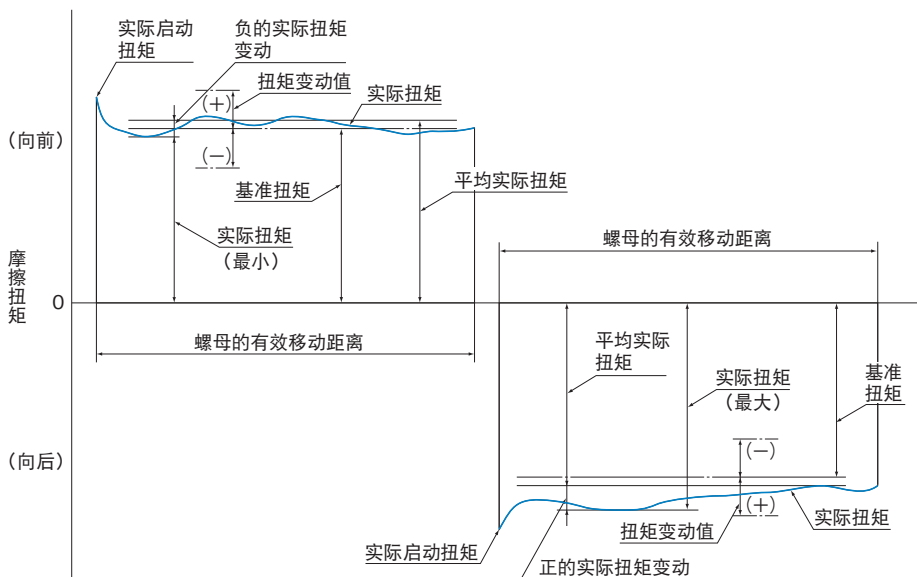 实际启动
扭矩
负的实际扭矩
变动
(+)
扭矩变动值
实际扭矩
(向前)
(−)
基准扭矩
平均实际扭矩
实际扭矩
(最小)
螺母的有效移动距离
摩擦扭矩
0
螺母的有效移动距离
平均实际
扭矩
实际扭矩
(最大)
基准
扭矩
(向后)
(−)
(+)
扭矩变动值
实际扭矩
实际启动扭矩
正的实际扭矩变动